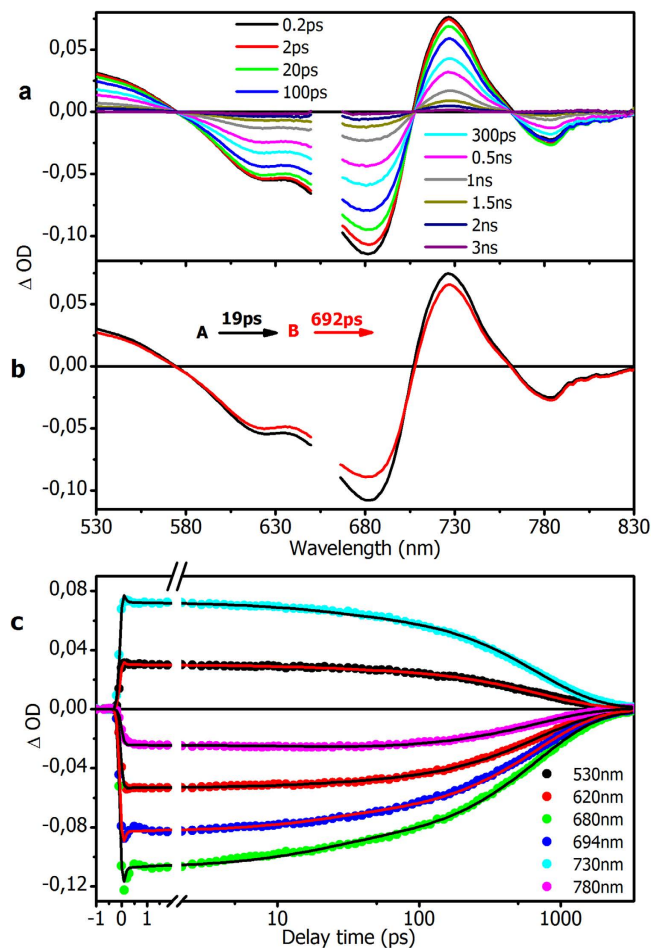 a
0,05
0,00
-0,05
-0,10
0.2ps
2ps
20ps
100ps
300ps
0.5ns
1ns
1.5ns
2ns
3ns
Δ OD
b
0,05
0,00
-0,05
-0,10
A 19ps B 692ps
530 580 630 680 730 780 830
Wavelength (nm)
c
0,08
0,04
0,00
-0,04
-0,08
-0,12
Δ OD
530nm
620nm
680nm
694nm
730nm
780nm
-1 0 1 10 100 1000
Delay time (ps)